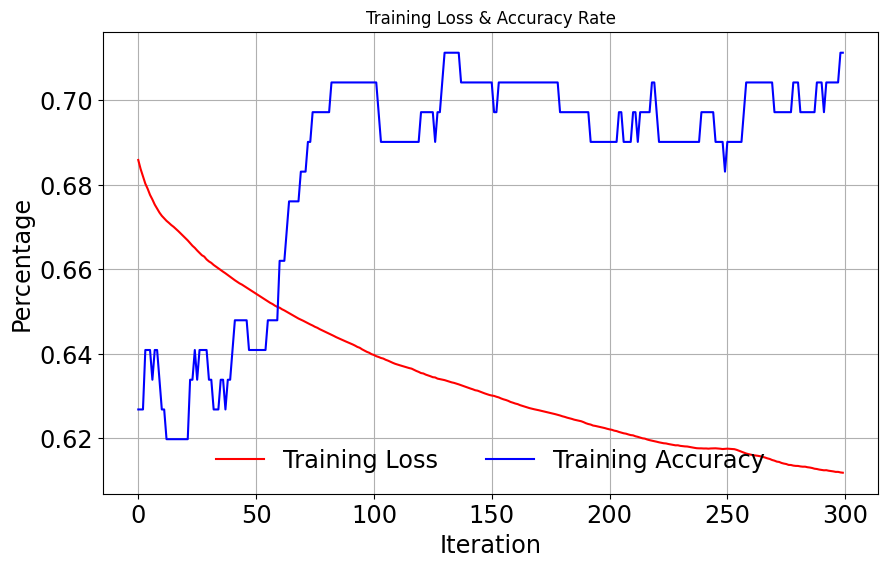 Training Loss & Accuracy Rate
Percentage
0.70
0.68
0.66
0.64
0.62
Training Loss Training Accuracy
0 50 100 150 200 250 300
Iteration